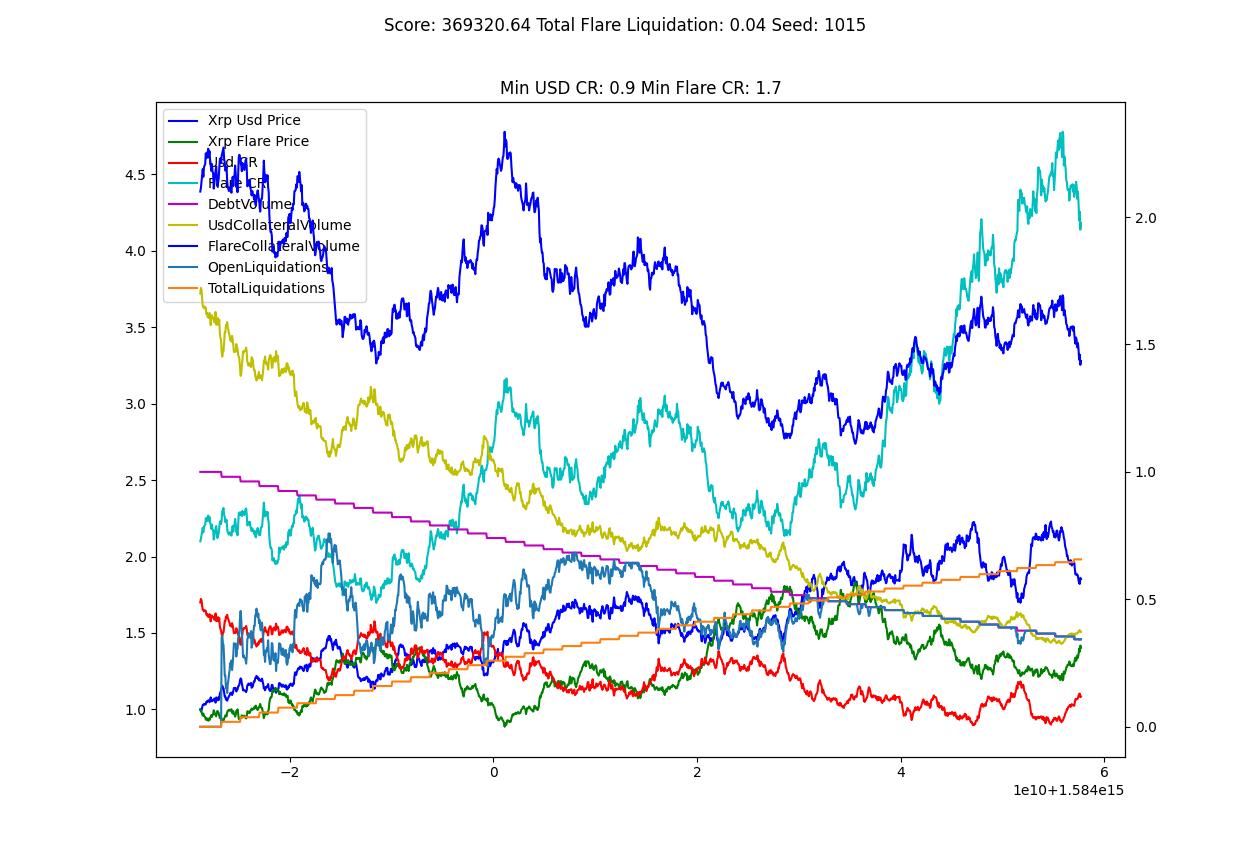 Score: 369320.64 Total Flare Liquidation: 0.04 Seed: 1015
Min USD CR: 0.9 Min Flare CR: 1.7
Xrp Usd Price
Xrp Flare Price
Usd CR
Flare CR
DebtVolume
UsdCollateralVolume
FlareCollateralVolume
OpenLiquidations
TotalLiquidations
4.5
4.0
3.5
3.0
2.5
2.0
1.5
1.0
2.0
1.5
1.0
0.5
0.0
−2
0
2
4
6
1e10+1.584e15